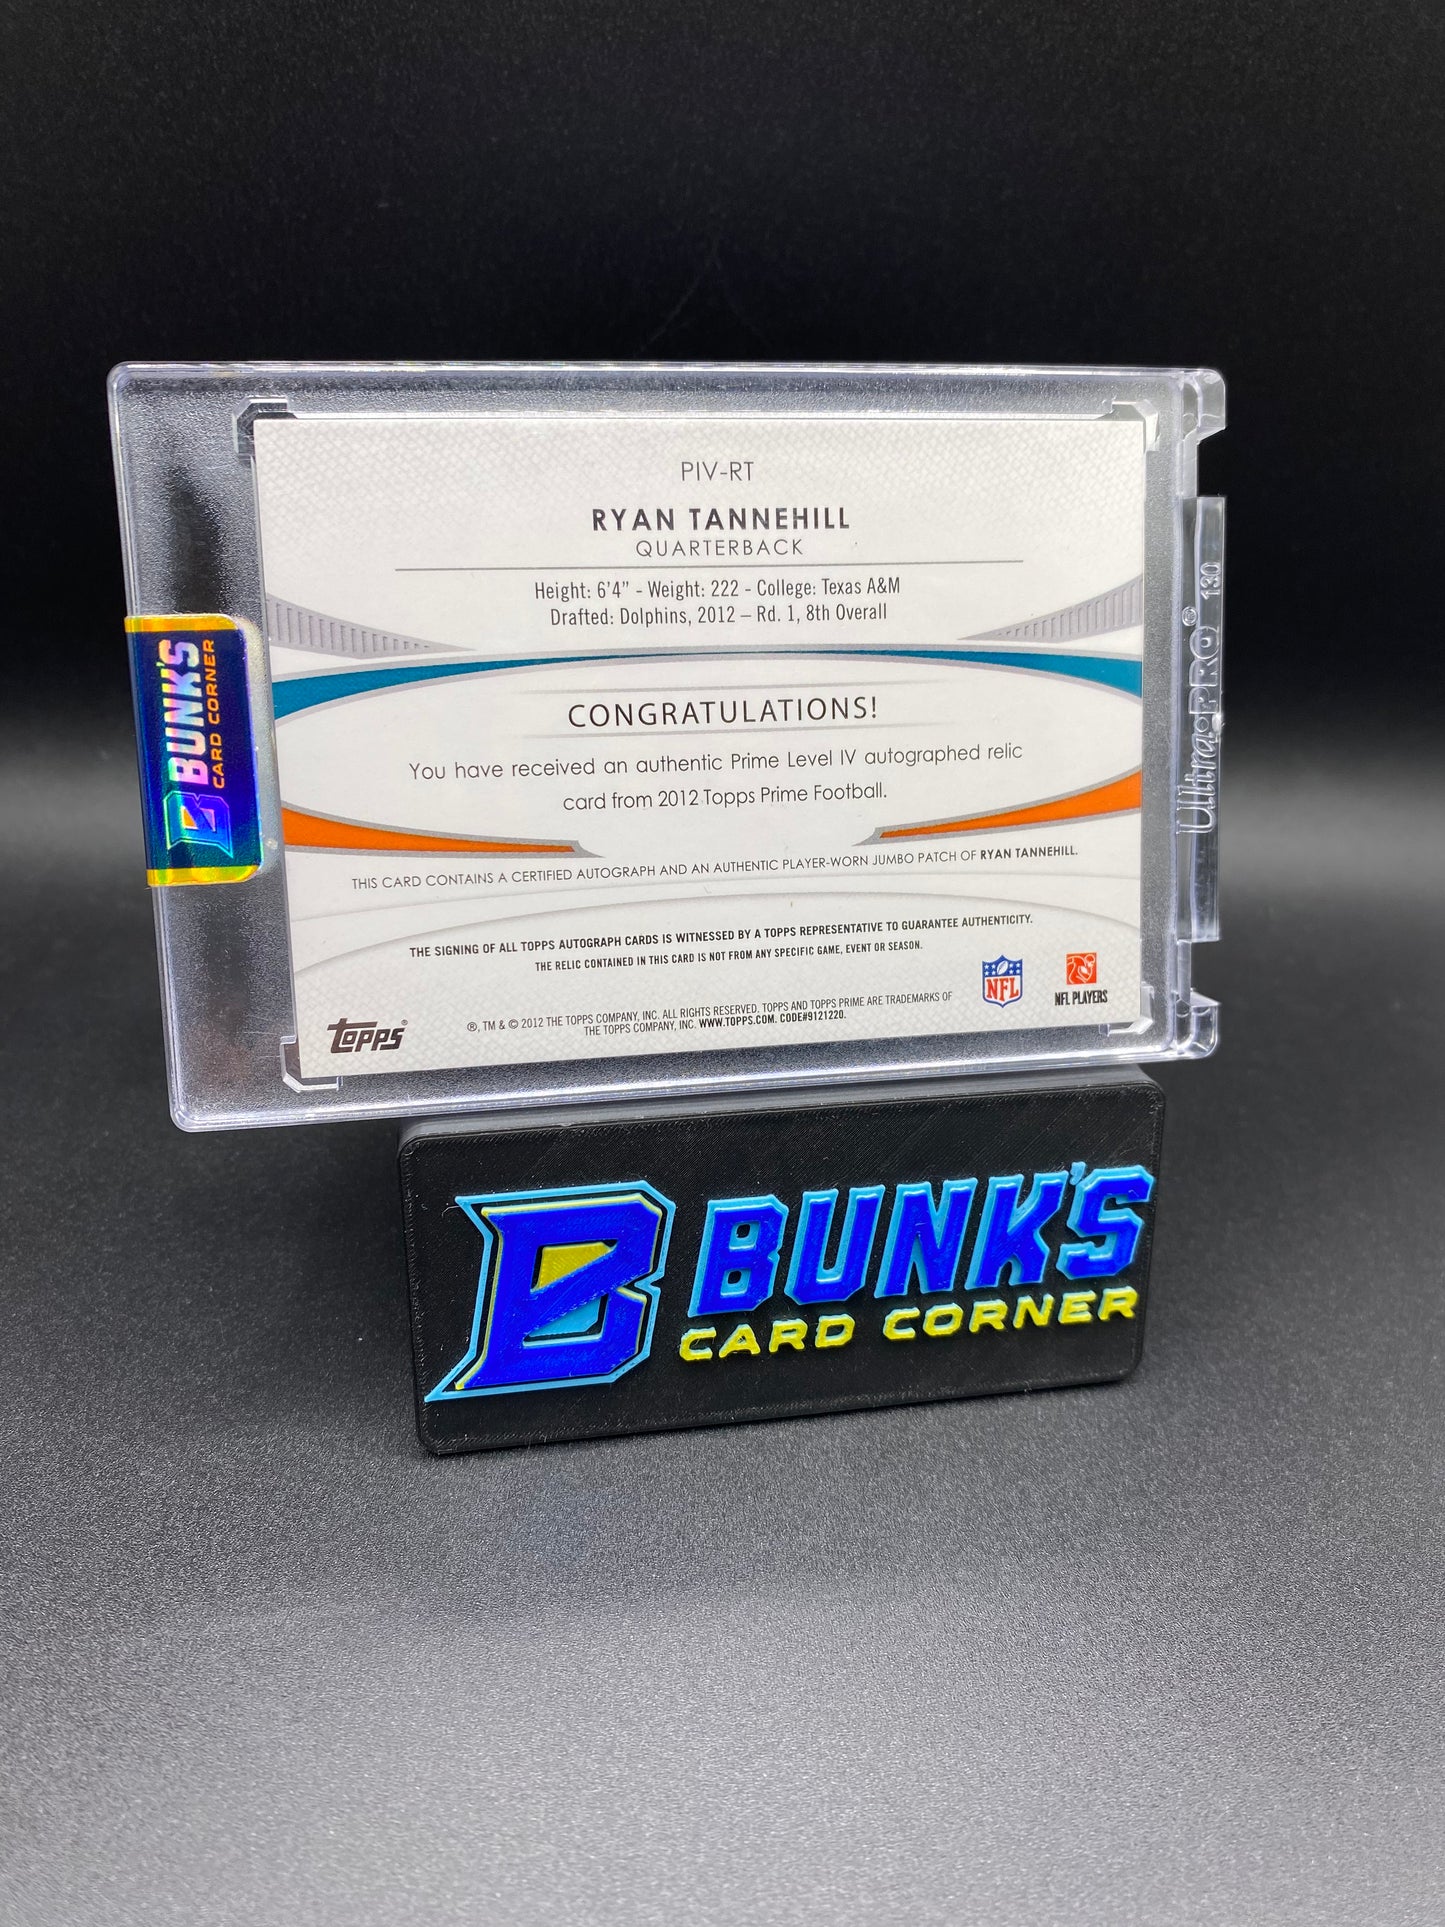 PIV-RT
RYAN TANNEHILL
QUARTERBACK
Height: 6'4" - Weight: 222 - College: Texas A&M
Drafted: Dolphins, 2012 – Rd. 1, 8th Overall
CONGRATULATIONS!
You have received an authentic Prime Level IV autographed relic
card from 2012 Topps Prime Football.
THIS CARD CONTAINS A CERTIFIED AUTOGRAPH AND AN AUTHENTIC PLAYER-WORN JUMBO PATCH OF RYAN TANNEHILL.
THE SIGNING OF ALL TOPPS AUTOGRAPH CARDS IS WITNESSED BY A TOPPS REPRESENTATIVE TO GUARANTEE AUTHENTICITY.
THE RELIC CONTAINED IN THIS CARD IS NOT FROM ANY SPECIFIC GAME, EVENT OR SEASON.
®, TM & © 2012 THE TOPPS COMPANY, INC. ALL RIGHTS RESERVED. TOPPS AND TOPPS PRIME ARE TRADEMARKS OF
THE TOPPS COMPANY, INC. WWW.TOPPS.COM. CODE#9121220.
Topps®
NFL
NFL PLAYERS
B BUNK'S
CARD CORNER
Ultra•PRO® 130
B BUNK'S
CARD CORNER